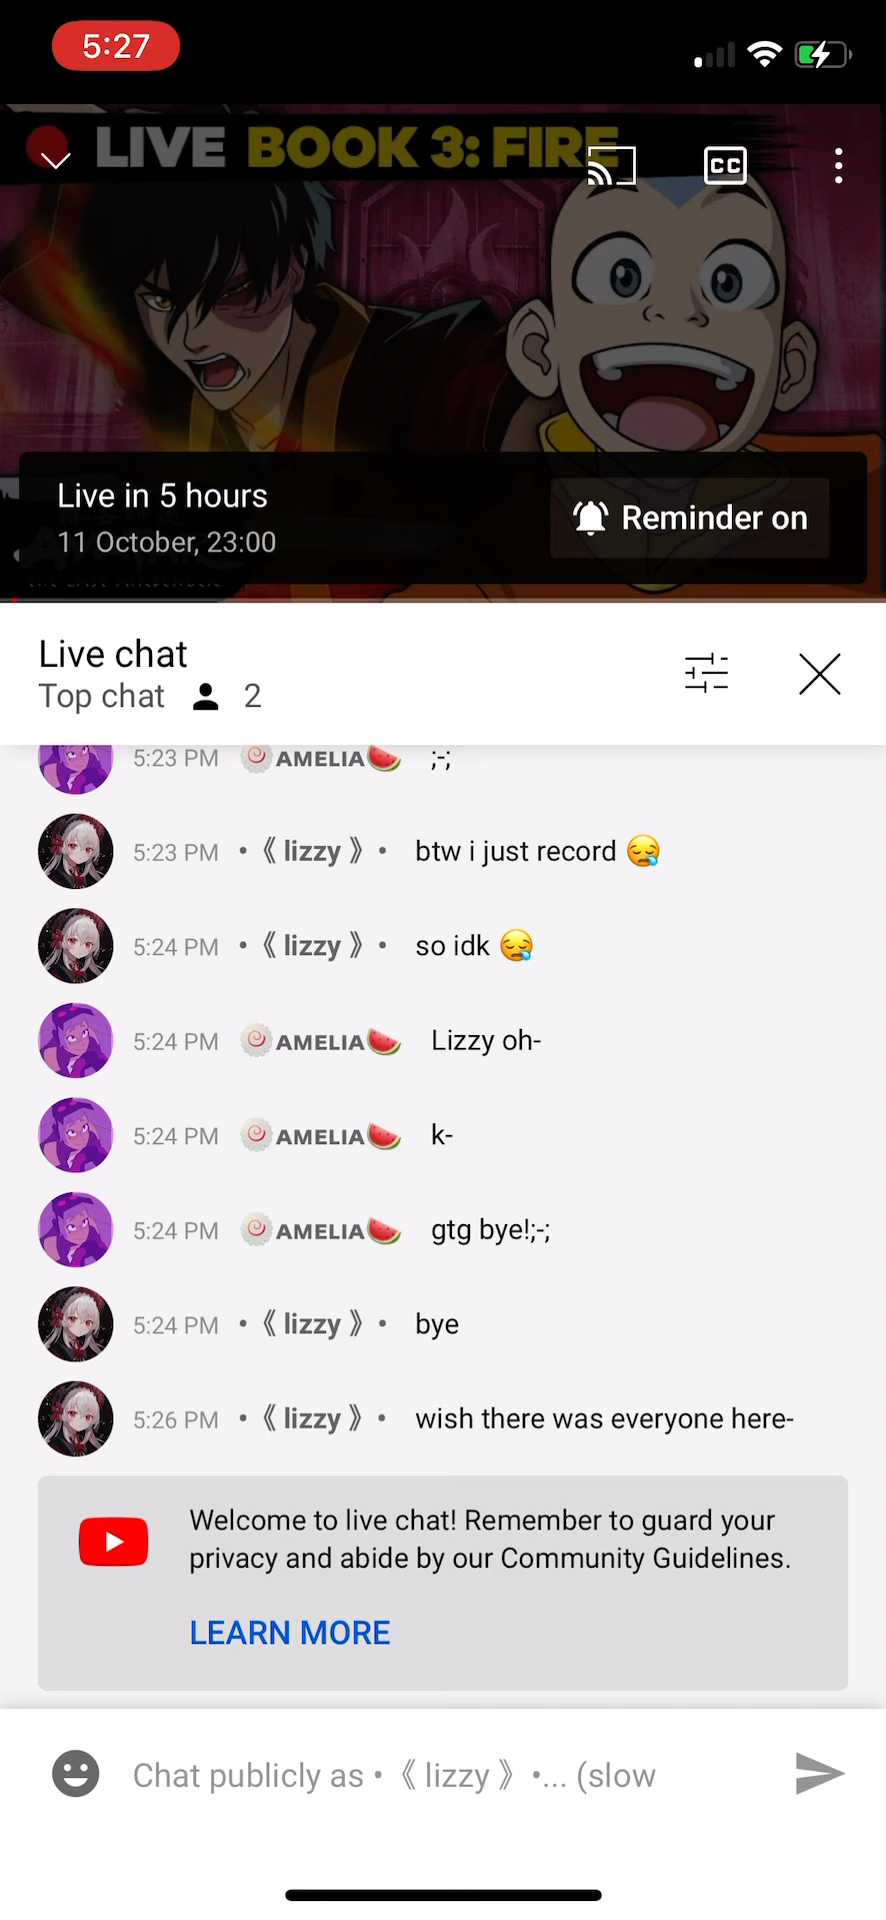 5:27
LIVE BOOK 3: FIRE
CC
Live in 5 hours
11 October, 23:00
Reminder on
Live chat
Top chat 2
5:23 PM 🍥AMELIA🍉 ;-;
5:23 PM •《 lizzy 》• btw i just record 😪
5:24 PM •《 lizzy 》• so idk 😪
5:24 PM 🍥AMELIA🍉 Lizzy oh-
5:24 PM 🍥AMELIA🍉 k-
5:24 PM 🍥AMELIA🍉 gtg bye!;-;
5:24 PM •《 lizzy 》• bye
5:26 PM •《 lizzy 》• wish there was everyone here-
Welcome to live chat! Remember to guard your
privacy and abide by our Community Guidelines.
LEARN MORE
Chat publicly as •《 lizzy 》•... (slow